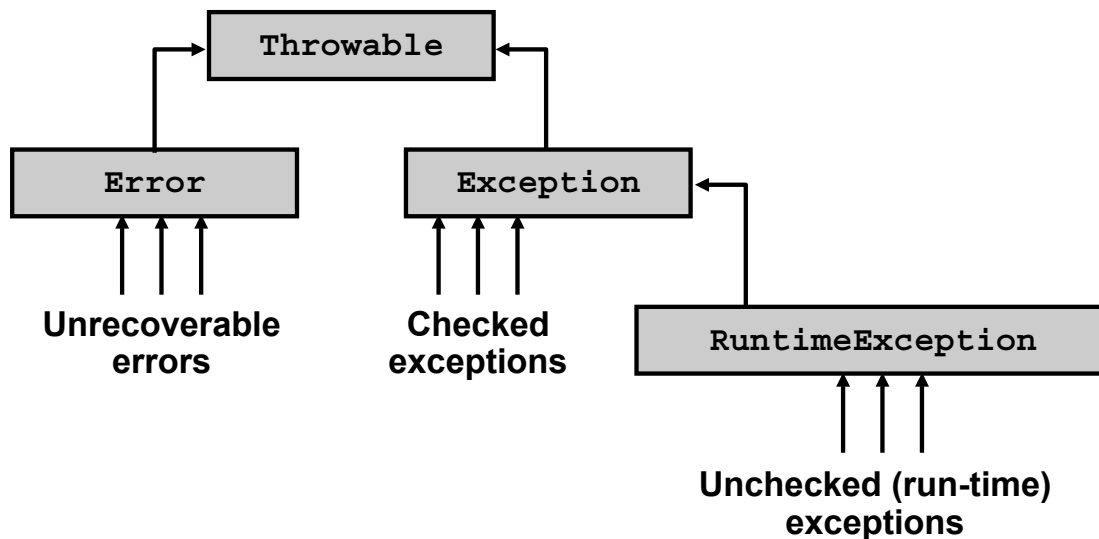 Throwable
Error
Exception
Unrecoverable
errors
Checked
exceptions
RuntimeException
Unchecked (run-time)
exceptions